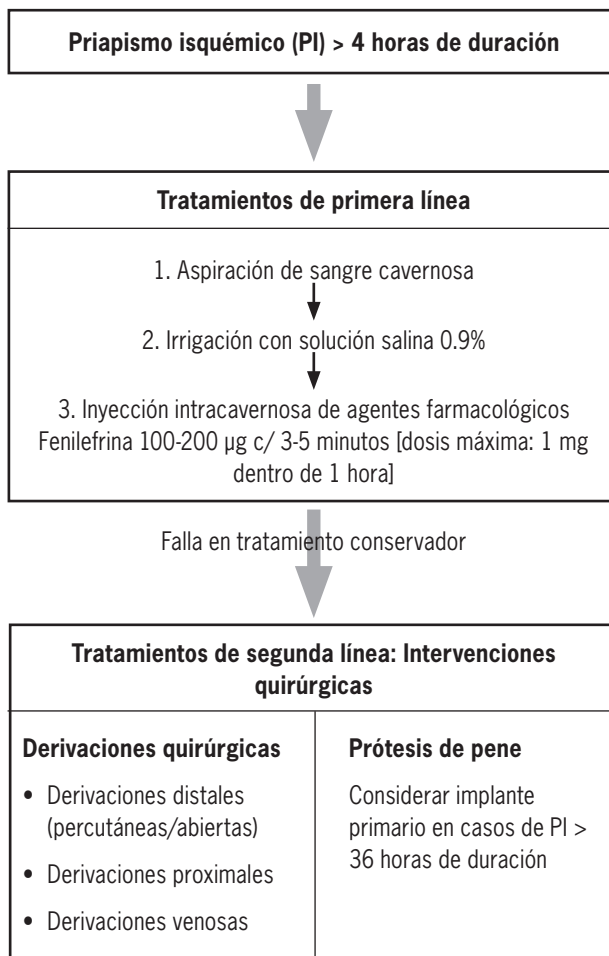 Priapismo isquémico (PI) > 4 horas de duración
Tratamientos de primera línea
1. Aspiración de sangre cavernosa
2. Irrigación con solución salina 0.9%
3. Inyección intracavernosa de agentes farmacológicos
Fenilefrina 100-200 µg c/ 3-5 minutos [dosis máxima: 1 mg
dentro de 1 hora]
Falla en tratamiento conservador
Tratamientos de segunda línea: Intervenciones
quirúrgicas
Derivaciones quirúrgicas
• Derivaciones distales
(percutáneas/abiertas)
• Derivaciones proximales
• Derivaciones venosas
Prótesis de pene
Considerar implante
primario en casos de PI >
36 horas de duración